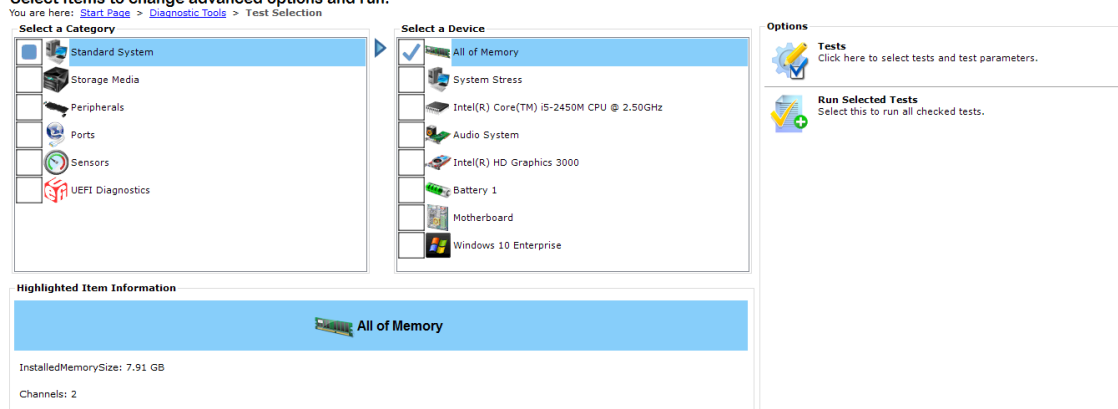 Select items to change advanced options and run.
You are here: Start Page > Diagnostic Tools > Test Selection
Select a Category
Standard System
Storage Media
Peripherals
Ports
Sensors
UEFI Diagnostics
Select a Device
All of Memory
System Stress
Intel(R) Core(TM) i5-2450M CPU @ 2.50GHz
Audio System
Intel(R) HD Graphics 3000
Battery 1
Motherboard
Windows 10 Enterprise
Options
Tests
Click here to select tests and test parameters.
Run Selected Tests
Select this to run all checked tests.
Highlighted Item Information
All of Memory
InstalledMemorySize: 7.91 GB
Channels: 2